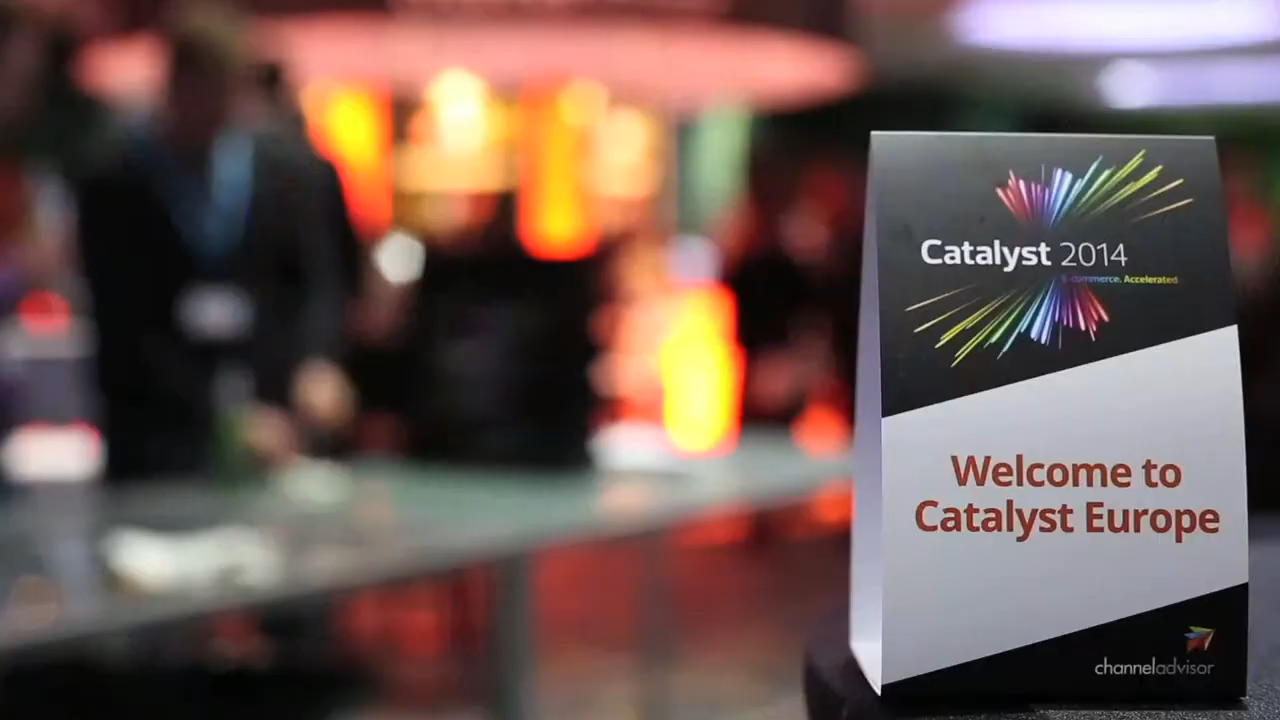 Catalyst 2014
E-commerce. Accelerated
Welcome to
Catalyst Europe
channeladvisor